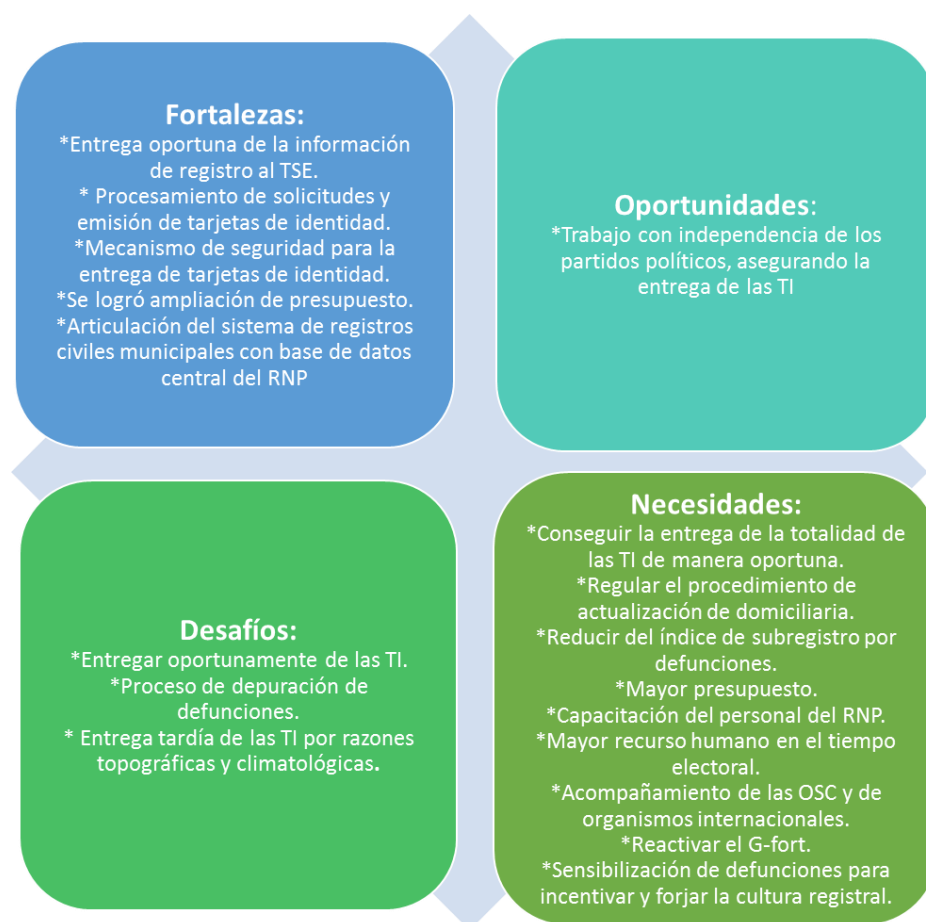 Fortalezas:
*Entrega oportuna de la información
de registro al TSE.
* Procesamiento de solicitudes y
emisión de tarjetas de identidad.
*Mecanismo de seguridad para la
entrega de tarjetas de identidad.
*Se logró ampliación de presupuesto.
*Articulación del sistema de registros
civiles municipales con base de datos
central del RNP
Oportunidades:
*Trabajo con independencia de los
partidos políticos, asegurando la
entrega de las TI
Desafíos:
*Entregar oportunamente de las TI.
*Proceso de depuración de
defunciones.
* Entrega tardía de las TI por razones
topográficas y climatológicas.
Necesidades:
*Conseguir la entrega de la totalidad de
las TI de manera oportuna.
*Regular el procedimiento de
actualización de domiciliaria.
*Reducir del índice de subregistro por
defunciones.
*Mayor presupuesto.
*Capacitación del personal del RNP.
*Mayor recurso humano en el tiempo
electoral.
*Acompañamiento de las OSC y de
organismos internacionales.
*Reactivar el G-fort.
*Sensibilización de defunciones para
incentivar y forjar la cultura registral.